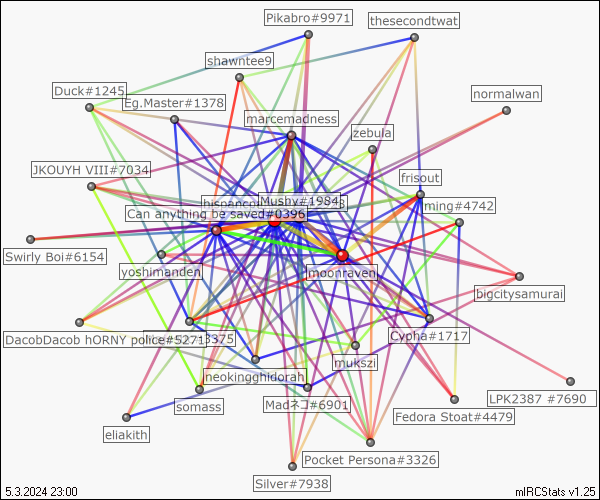 Pikabro#9971
thesecondtwat
shawntee9
Duck#1245
Eg.Master#1378
normalwan
marcemadness
zebula
JKOUYH VIII#7034
frisout
Mushy#1984
ming#4742
Can anything be saved#0396
Swirly Boi#6154
yoshimanden
moonraven
bigcitysamurai
DacobDacob hORNY police#5271
3375
Cypha#1717
mukszi
neokingghidorah
LPK2387 #7690
somass
Madネコ#6901
Fedora Stoat#4479
eliakith
Pocket Persona#3326
Silver#7938
5.3.2024 23:00
mIRCStats v1.25